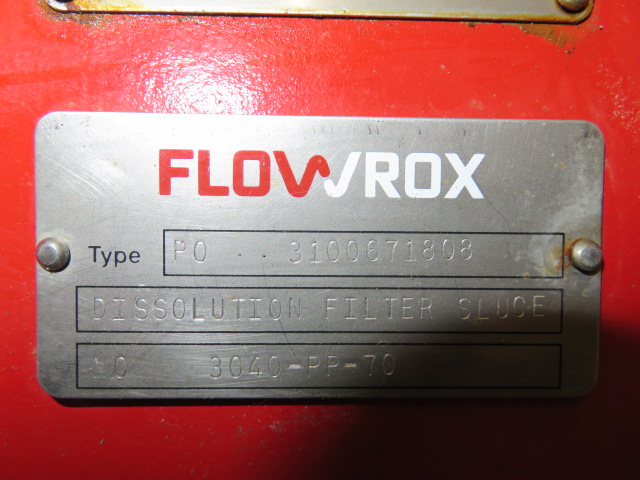 FLOWROX
Type PO 3100671808
DISSOLUTION FILTER SLUCE
NO 3040-PP-70